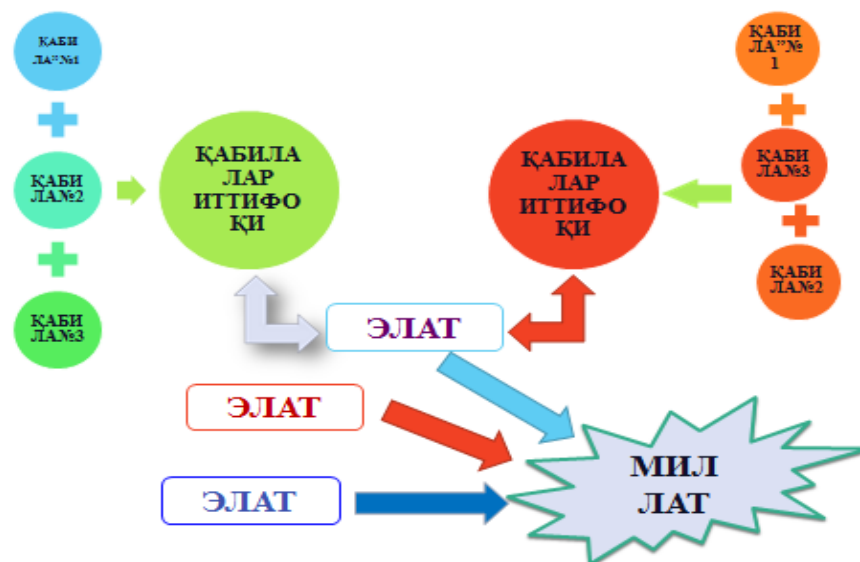 ҚАБИ
ЛА”№1
ҚАБИ
ЛА№2
ҚАБИ
ЛА№3
ҚАБИЛА
ЛАР
ИТТИФО
ҚИ
ҚАБИЛА
ЛАР
ИТТИФО
ҚИ
ҚАБИ
ЛА”№
1
ҚАБИ
ЛА№3
ҚАБИ
ЛА№2
ЭЛАТ
ЭЛАТ
ЭЛАТ
МИЛ
ЛАТ